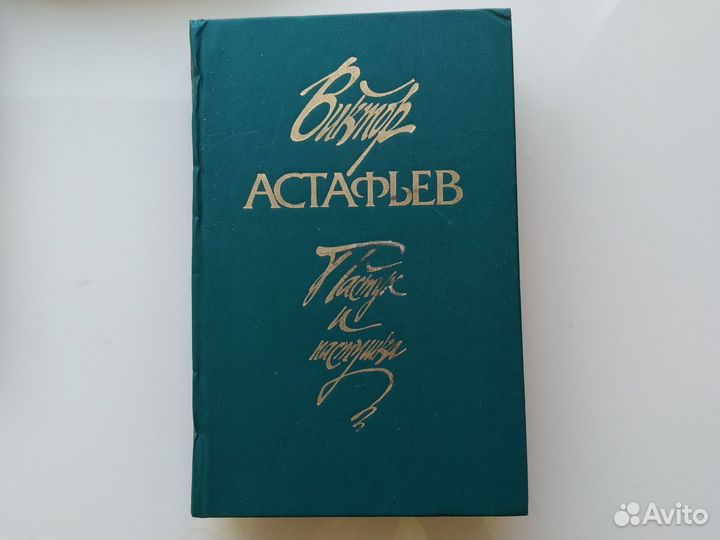 Виктор
АСТАФЬЕВ
Пастух
и
пастушка
Avito